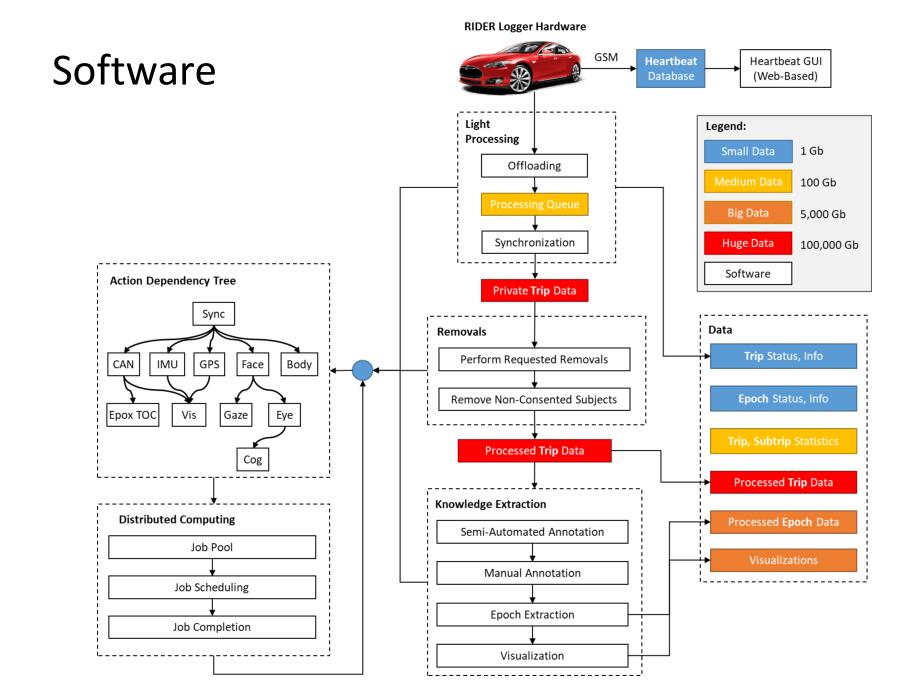 Software
RIDER Logger Hardware
GSM
Heartbeat
Database
Heartbeat GUI
(Web-Based)
Legend:
Small Data
1 Gb
Medium Data
100 Gb
Big Data
5,000 Gb
Huge Data
100,000 Gb
Software
Light
Processing
Offloading
Processing Queue
Synchronization
Private Trip Data
Removals
Perform Requested Removals
Remove Non-Consented Subjects
Processed Trip Data
Knowledge Extraction
Semi-Automated Annotation
Manual Annotation
Epoch Extraction
Visualization
Action Dependency Tree
Sync
CAN
IMU
GPS
Face
Body
Epox TOC
Vis
Gaze
Eye
Cog
Distributed Computing
Job Pool
Job Scheduling
Job Completion
Data
Trip Status, Info
Epoch Status, Info
Trip, Subtrip Statistics
Processed Trip Data
Processed Epoch Data
Visualizations